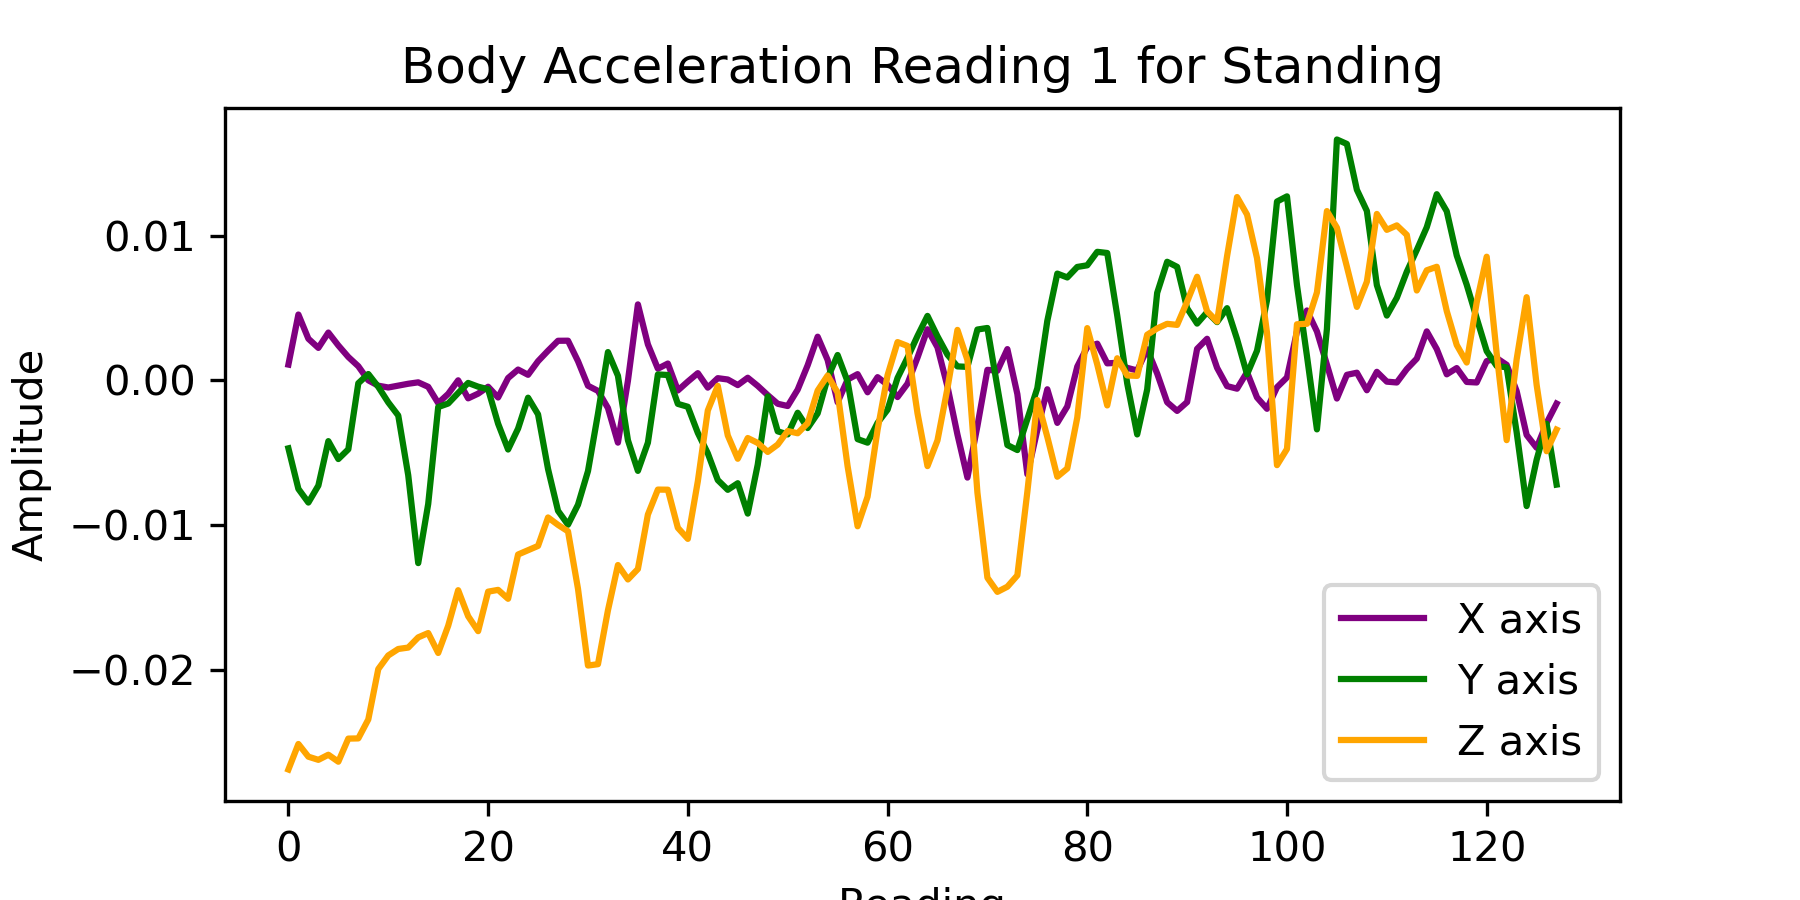 Body Acceleration Reading 1 for Standing
Amplitude
0.01
0.00
−0.01
−0.02
X axis
Y axis
Z axis
0 20 40 60 80 100 120
Reading